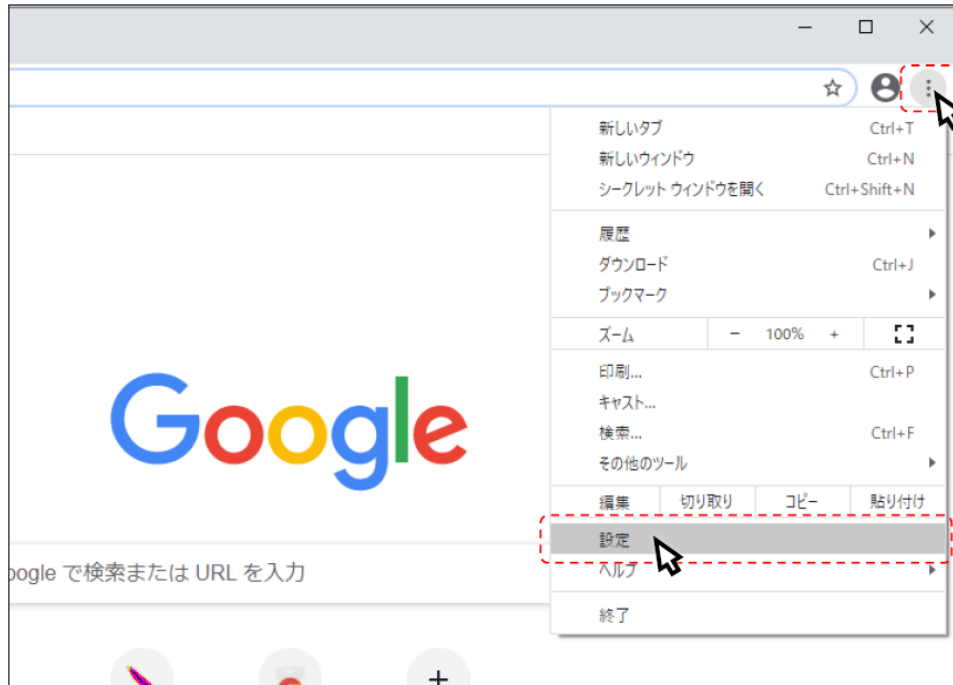 新しいタブ Ctrl+T
新しいウィンドウ Ctrl+N
シークレット ウィンドウを開く Ctrl+Shift+N
履歴
ダウンロード Ctrl+J
ブックマーク
ズーム − 100% +
印刷... Ctrl+P
キャスト...
検索... Ctrl+F
その他のツール
編集 切り取り コピー 貼り付け
設定
ヘルプ
終了
Google
oogle で検索または URL を入力